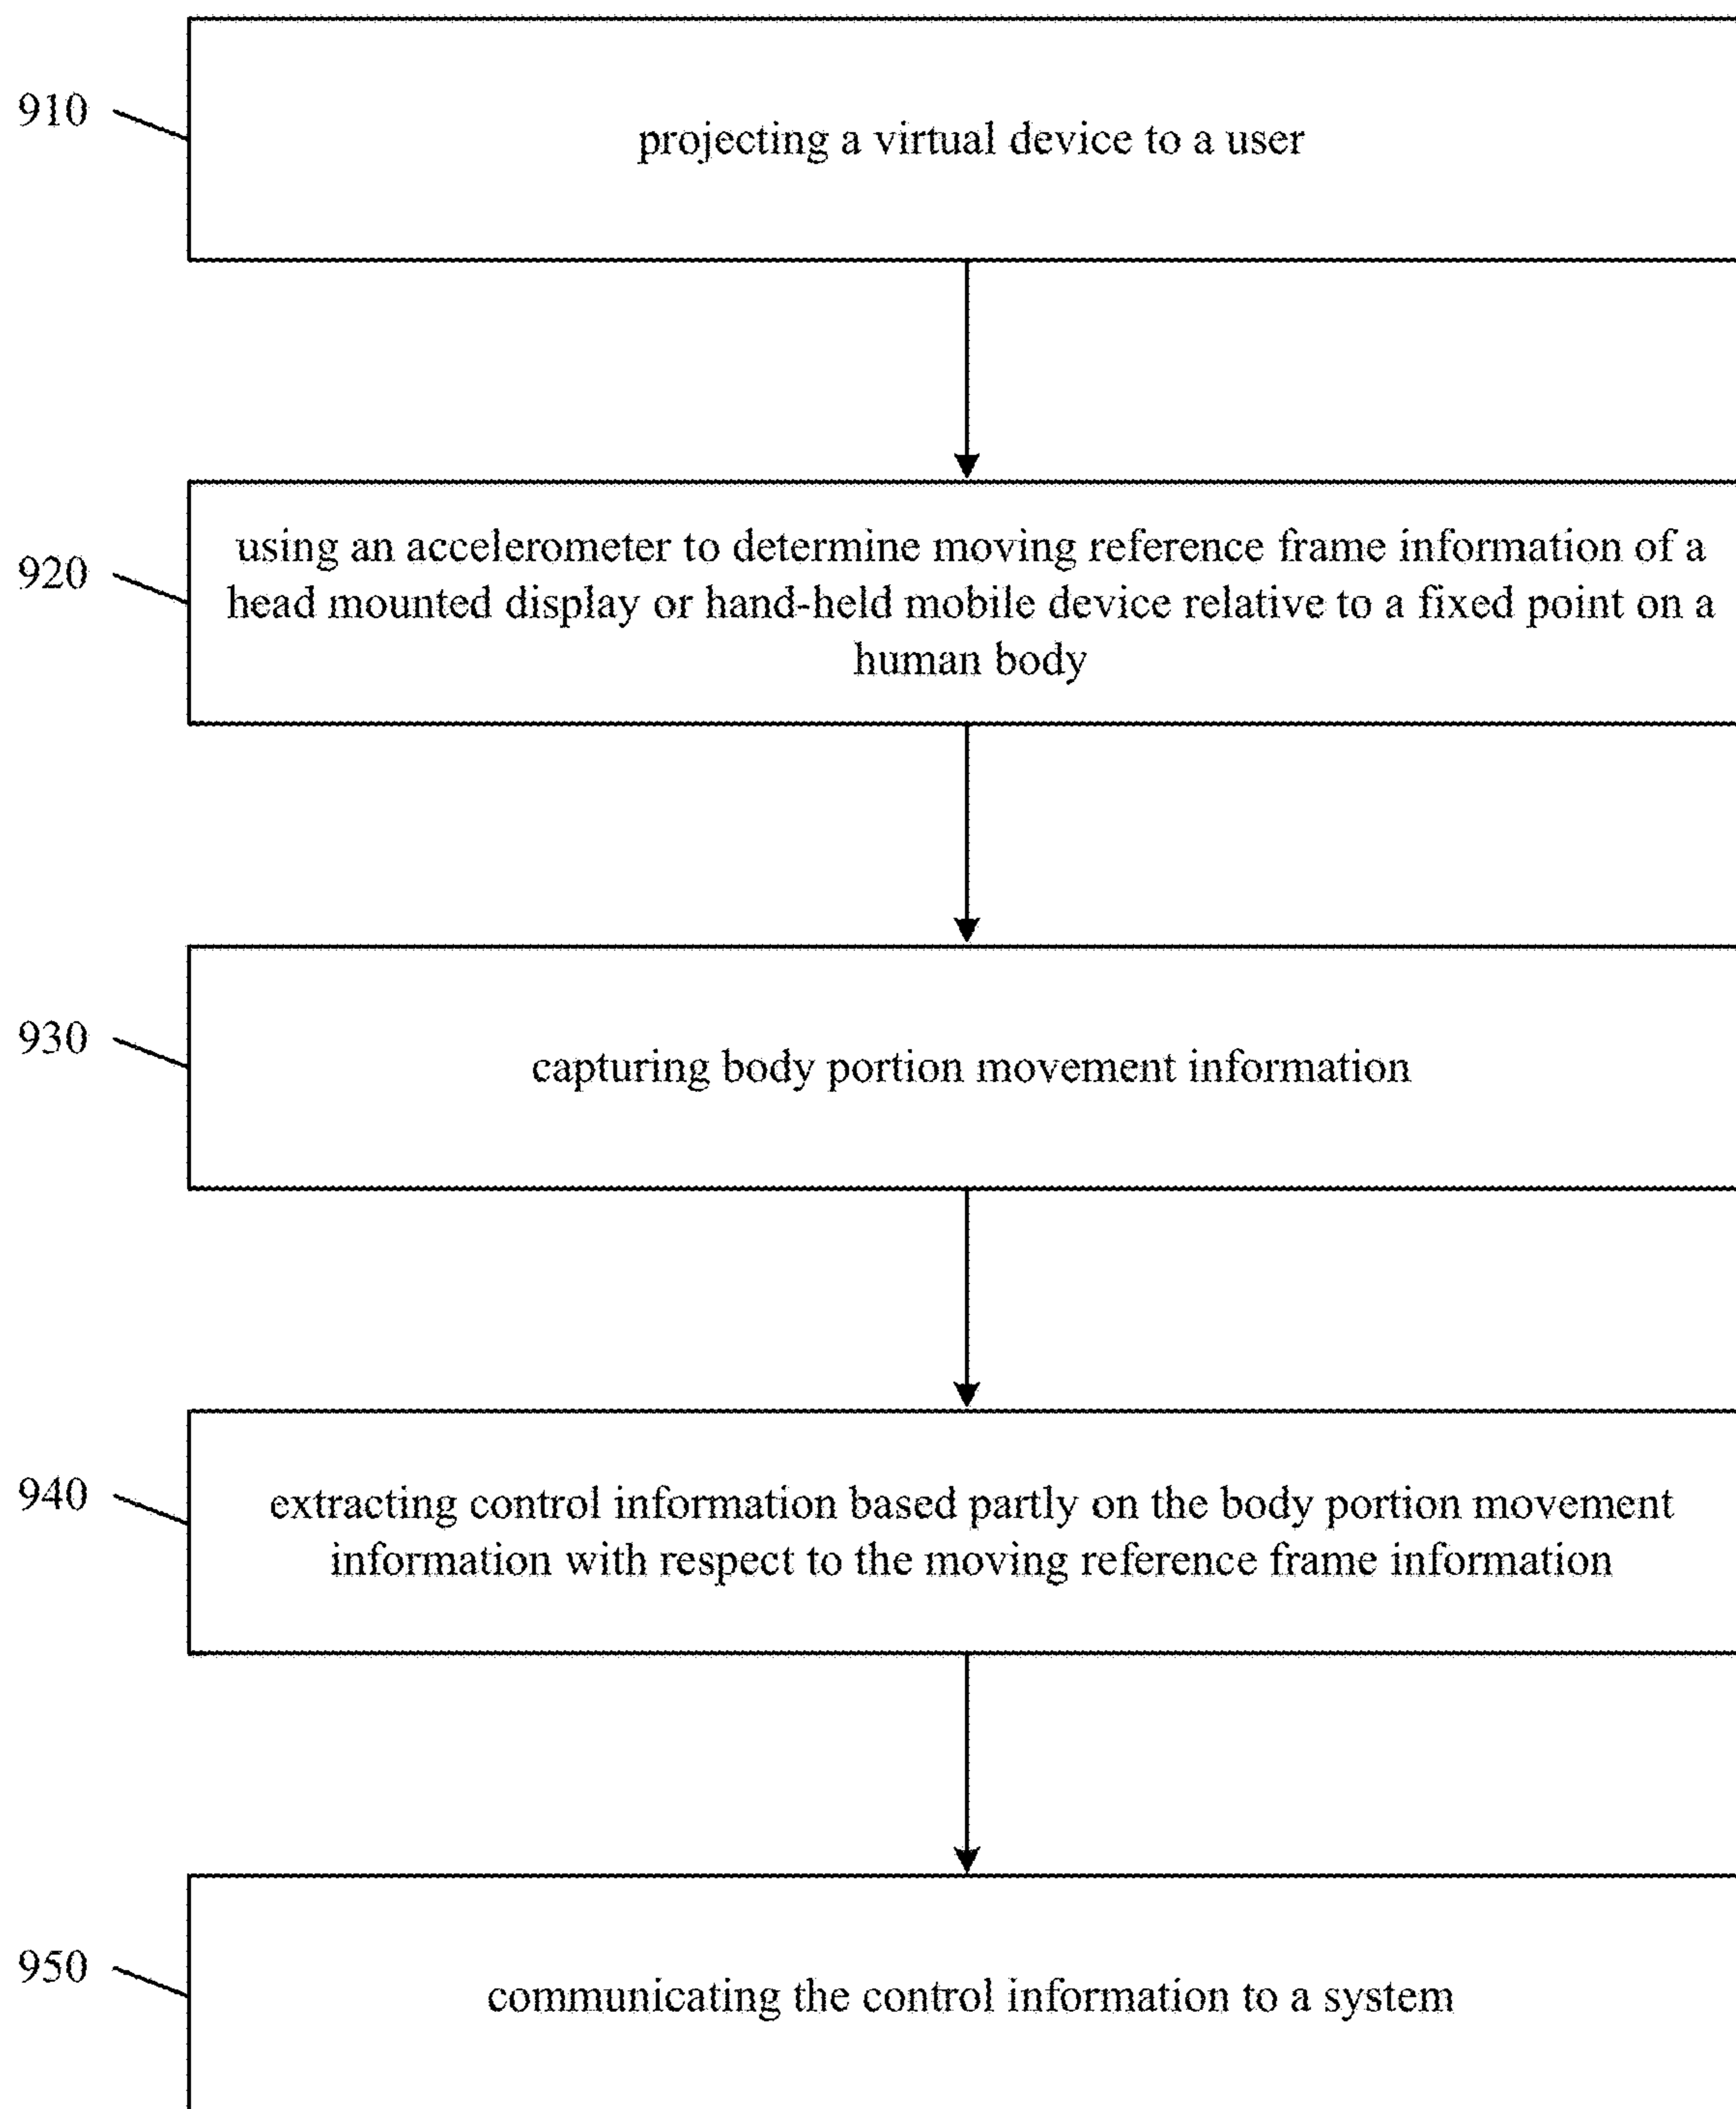 910
projecting a virtual device to a user
920
using an accelerometer to determine moving reference frame information of a
head mounted display or hand-held mobile device relative to a fixed point on a
human body
930
capturing body portion movement information
940
extracting control information based partly on the body portion movement
information with respect to the moving reference frame information
950
communicating the control information to a system